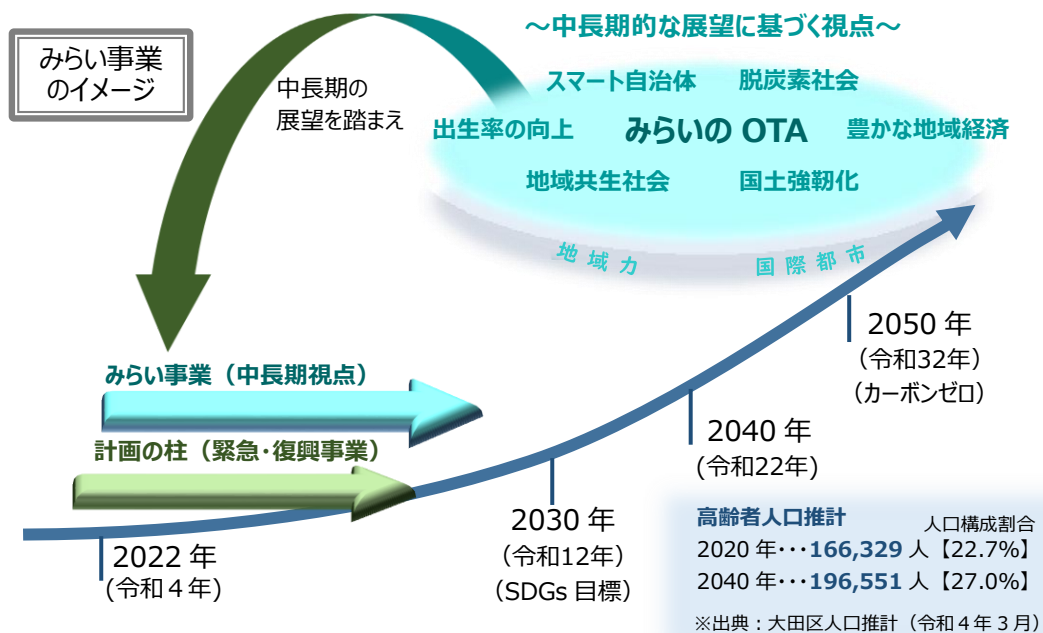 みらい事業
のイメージ
中長期の
展望を踏まえ
～中長期的な展望に基づく視点～
スマート自治体 脱炭素社会
出生率の向上 みらいの OTA 豊かな地域経済
地域共生社会 国土強靭化
地域力 国際都市
みらい事業（中長期視点）
計画の柱（緊急・復興事業）
2022 年
(令和４年)
2030 年
(令和12年)
(SDGs 目標)
2040 年
(令和22年)
2050 年
(令和32年)
(カーボンゼロ)
高齢者人口推計 人口構成割合
2020 年･･･166,329 人【22.7%】
2040 年･･･196,551 人【27.0%】
※出典：大田区人口推計（令和４年３月）